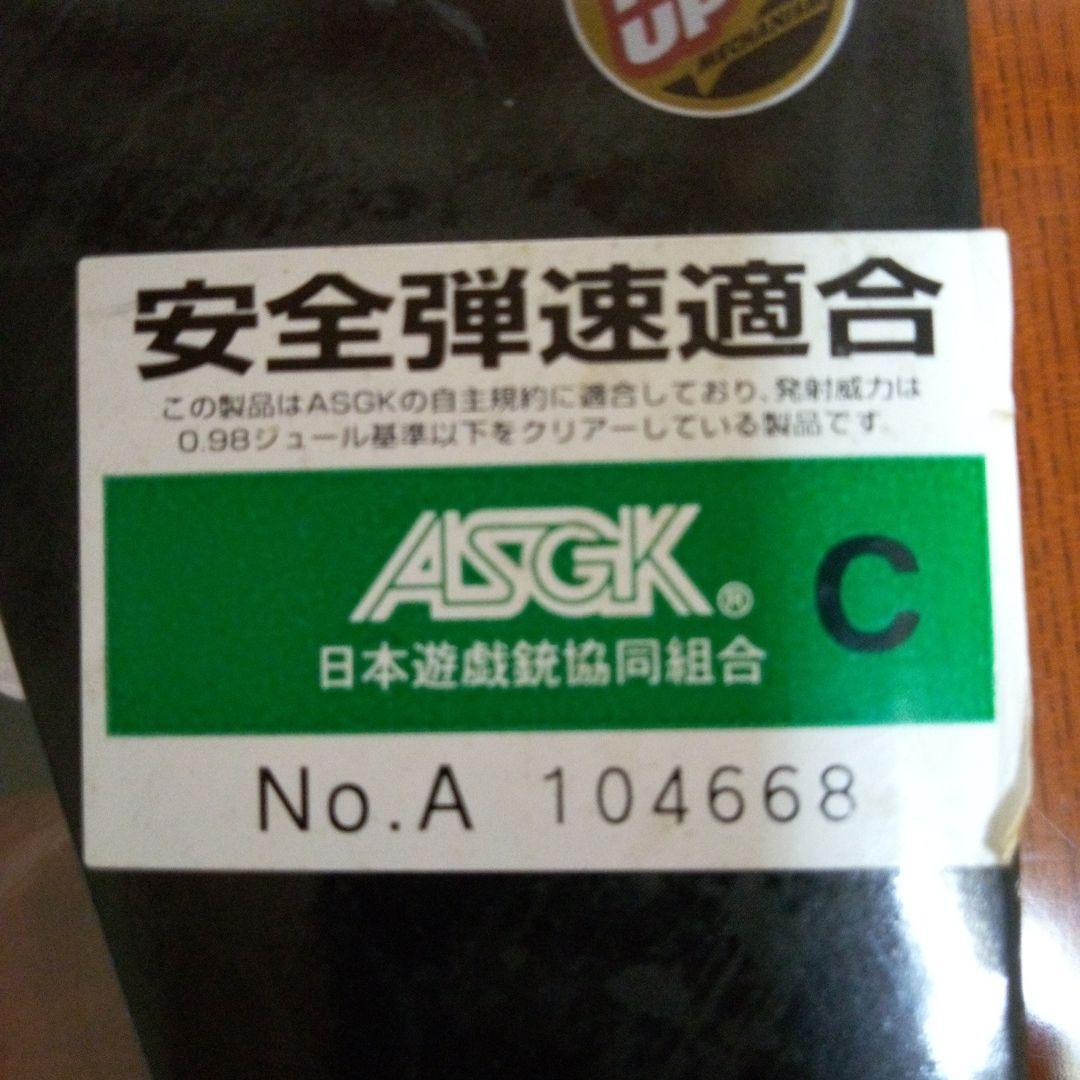 UP
MECHANISM
安全弾速適合
この製品はASGKの自主規約に適合しており、発射威力は
0.98ジュール基準以下をクリアーしている製品です。
ASGK®
C
日本遊戯銃協同組合
No.A 104668